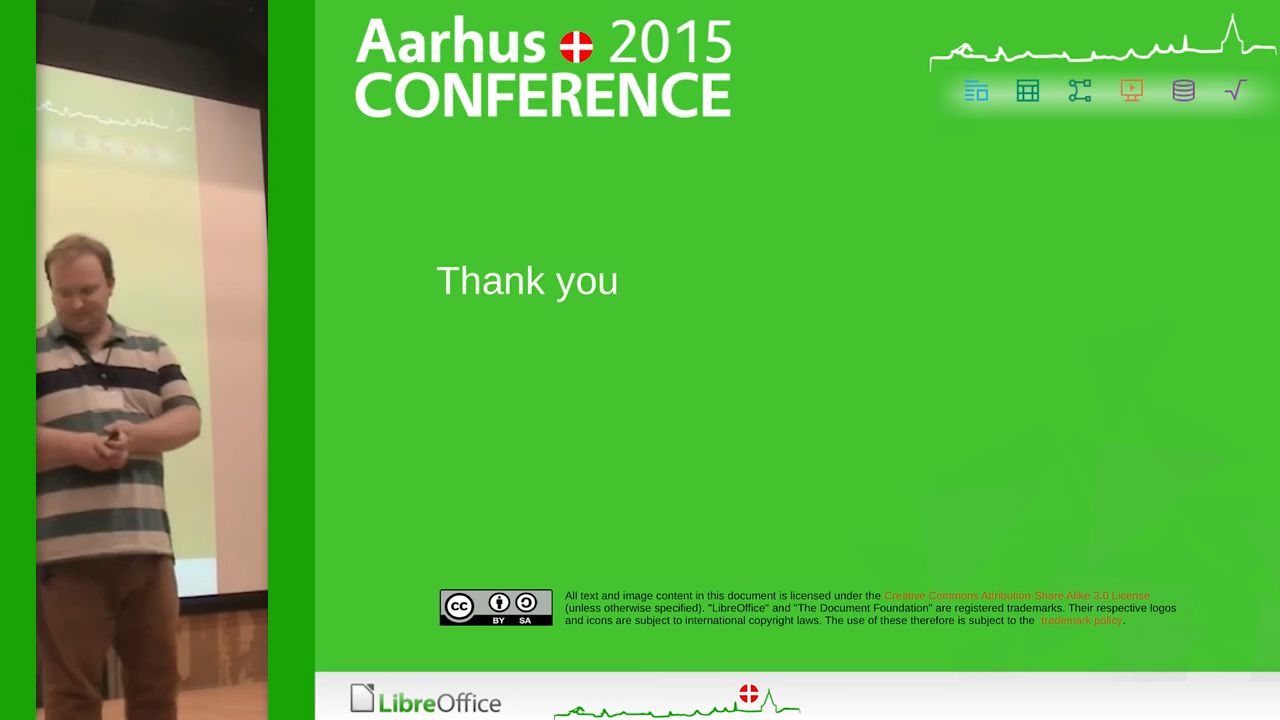 Aarhus 2015
CONFERENCE
Thank you
All text and image content in this document is licensed under the Creative Commons Attribution-Share Alike 3.0 License
(unless otherwise specified). "LibreOffice" and "The Document Foundation" are registered trademarks. Their respective logos
and icons are subject to international copyright laws. The use of these therefore is subject to the trademark policy.
cc BY SA
LibreOffice